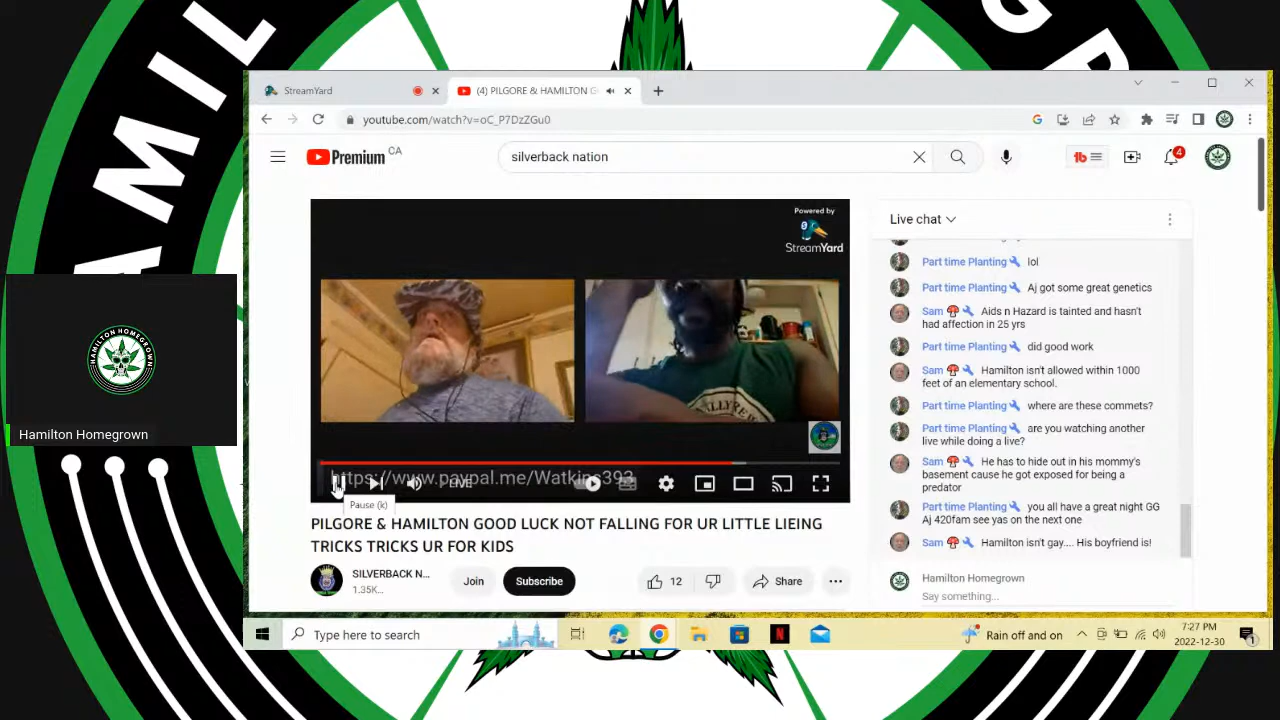 HAMIL
GR
StreamYard
(4) PILGORE & HAMILTON G
youtube.com/watch?v=oC_P7DzZGu0
Premium CA
silverback nation
4
Powered by
StreamYard
https://www.paypal.me/Watkins393
LIVE
Pause (k)
PILGORE & HAMILTON GOOD LUCK NOT FALLING FOR UR LITTLE LIEING
TRICKS TRICKS UR FOR KIDS
SILVERBACK N...
1.35K...
Join
Subscribe
12
Share
Live chat
Part time Planting lol
Part time Planting Aj got some great genetics
Sam Aids n Hazard is tainted and hasn't
had affection in 25 yrs
Part time Planting did good work
Sam Hamilton isn't allowed within 1000
feet of an elementary school.
Part time Planting where are these commets?
Part time Planting are you watching another
live while doing a live?
Sam He has to hide out in his mommy's
basement cause he got exposed for being a
predator
Part time Planting you all have a great night GG
Aj 420fam see yas on the next one
Sam Hamilton isn't gay.... His boyfriend is!
Hamilton Homegrown
Say something...
HAMILTON HOMEGROWN
Hamilton Homegrown
Type here to search
Rain off and on
7:27 PM
2022-12-30
1